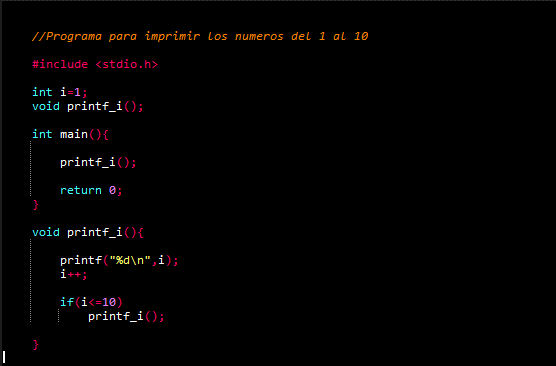 //Programa para imprimir los numeros del 1 al 10
#include <stdio.h>
int i=1;
void printf_i();
int main(){
printf_i();
return 0;
}
void printf_i(){
printf("%d\n",i);
i++;
if(i<=10)
printf_i();
}